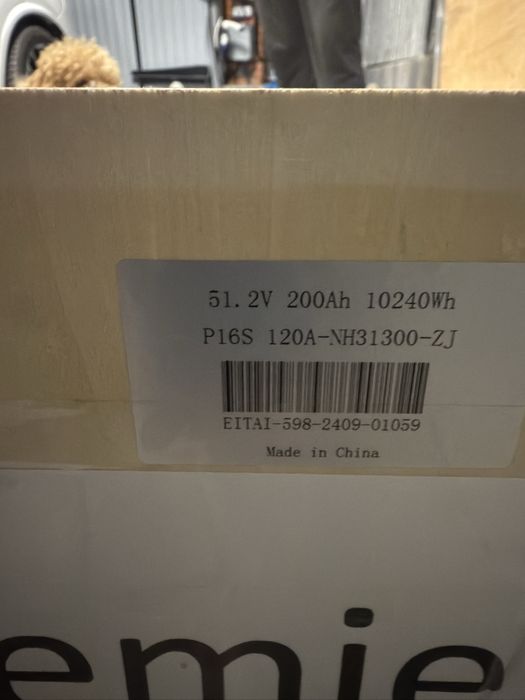 51.2V 200Ah 10240Wh
P16S 120A-NH31300-ZJ
EITAI-598-2409-01059
Made in China
emie